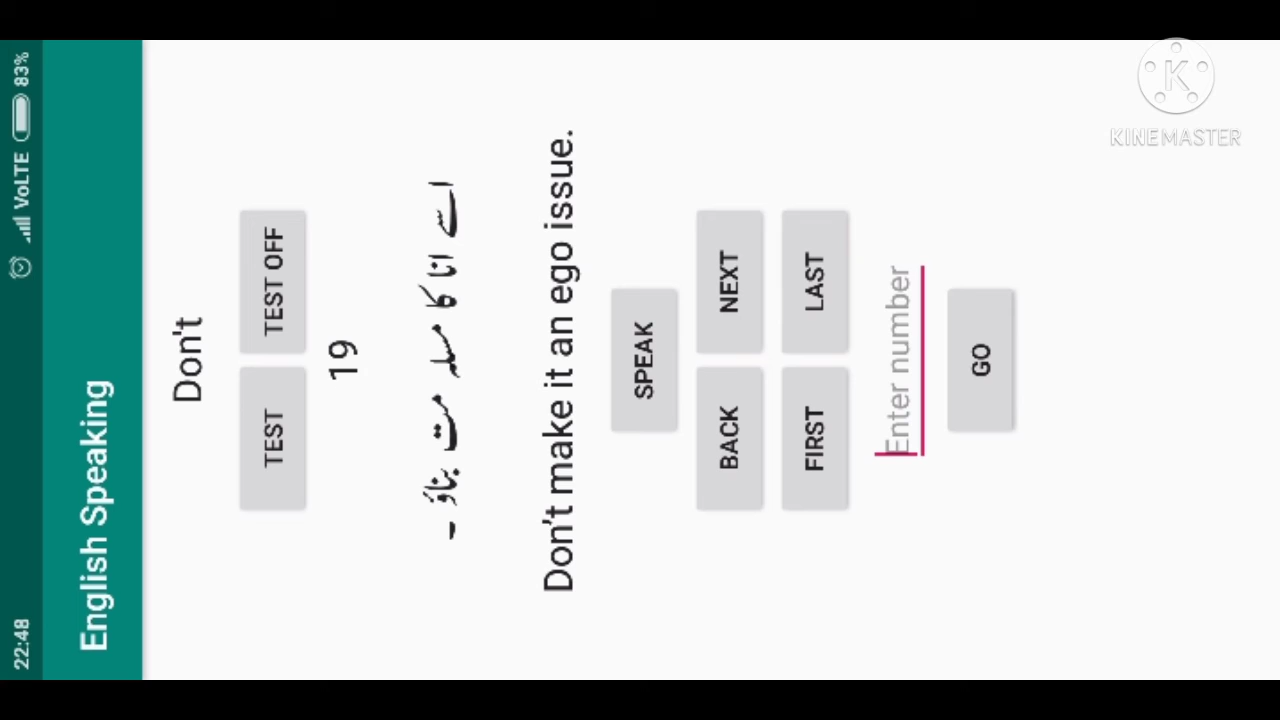 22:48 VoLTE 83%
English Speaking
Don't
TEST TEST OFF
19
اسے انا کا مسلہ مت بناؤ ۔
Don't make it an ego issue.
SPEAK
BACK NEXT
FIRST LAST
Enter number
GO
K
KINEMASTER